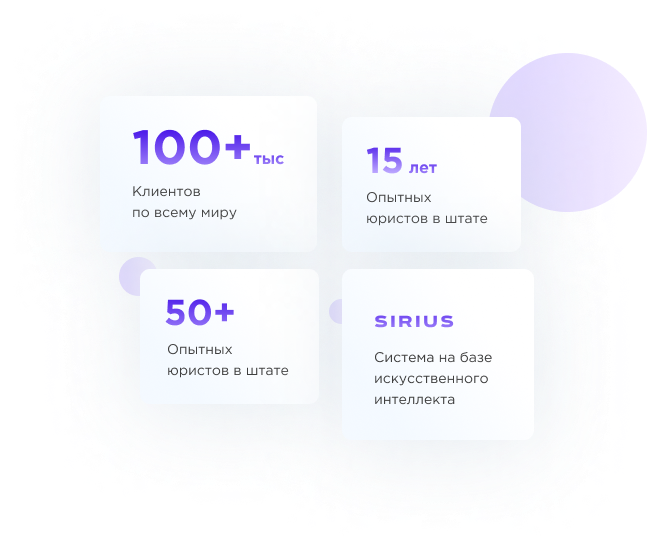 100+ тыс
Клиентов
по всему миру
15 лет
Опытных
юристов в штате
50+
Опытных
юристов в штате
SIRIUS
Система на базе
искусственного
интеллекта